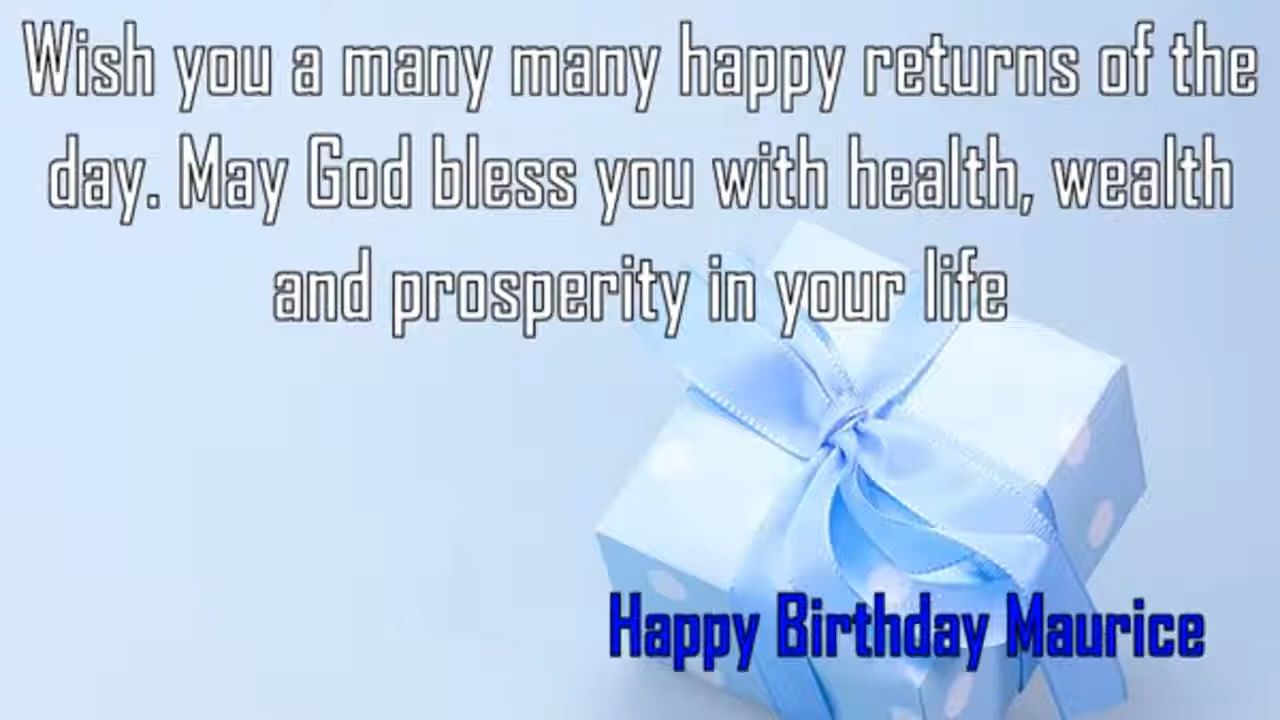 Wish you a many many happy returns of the
day. May God bless you with health, wealth
and prosperity in your life
Happy Birthday Maurice